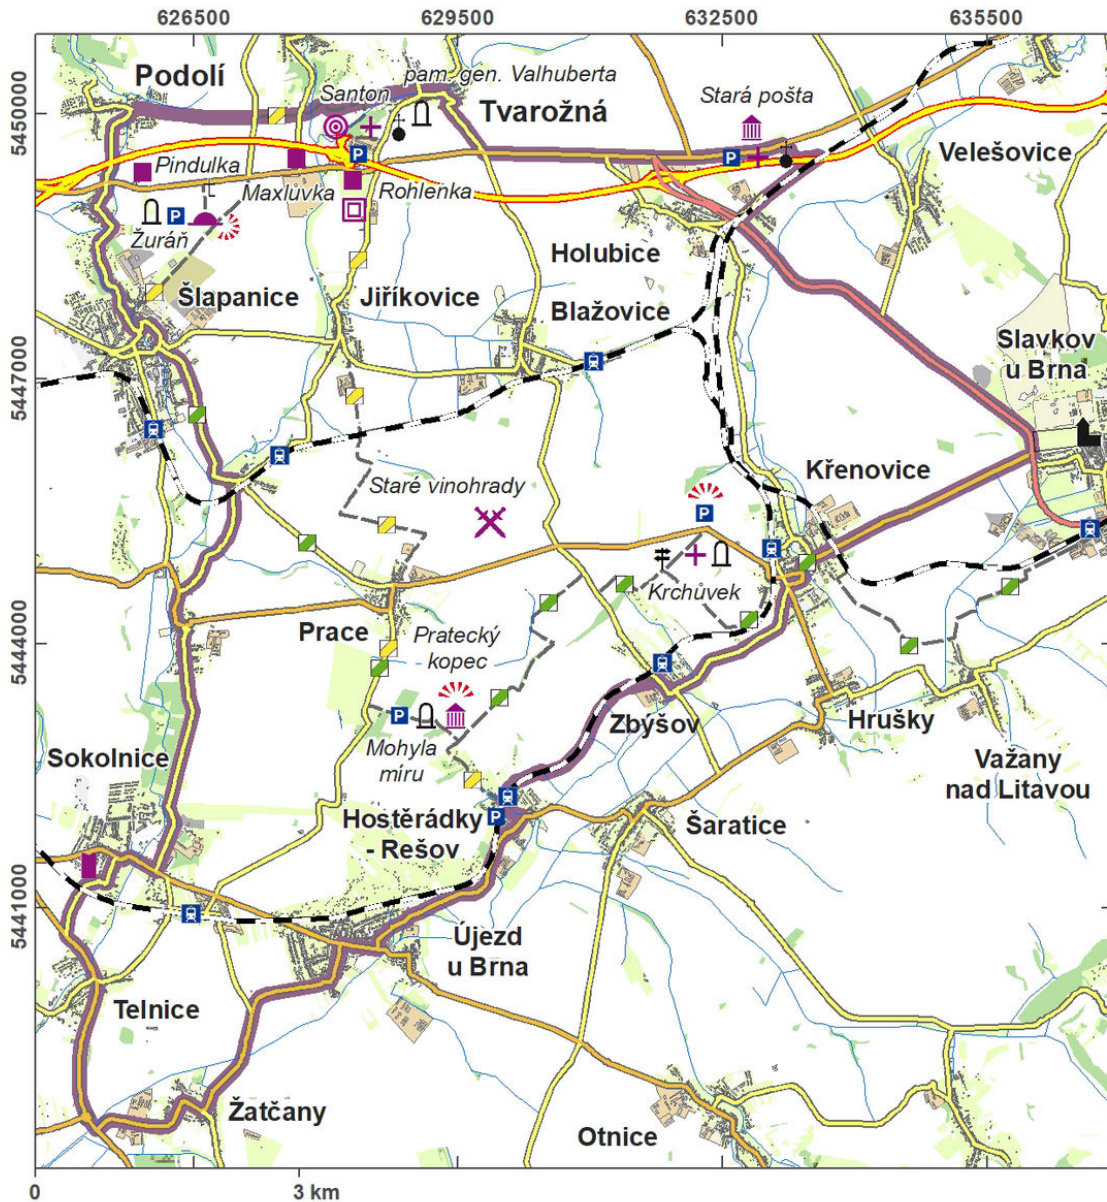 626500
629500
632500
635500
5450000
5447000
5444000
5441000
Podolí
pam. gen. Valhuberta
Santon
Tvarožná
Stará pošta
P
P
Velešovice
Pindulka
Maxlůvka
Rohlenka
P
Žuráň
Holubice
Šlapanice
Jiříkovice
Blažovice
Slavkov
u Brna
Křenovice
Staré vinohrady
P
Krchůvek
Prace
Pratecký
kopec
P
Zbýšov
Hrušky
Sokolnice
Mohyla
míru
Važany
nad Litavou
Hostěrádky
- Rešov
P
Šaratice
Újezd
u Brna
Telnice
Žatčany
Otnice
0
3 km